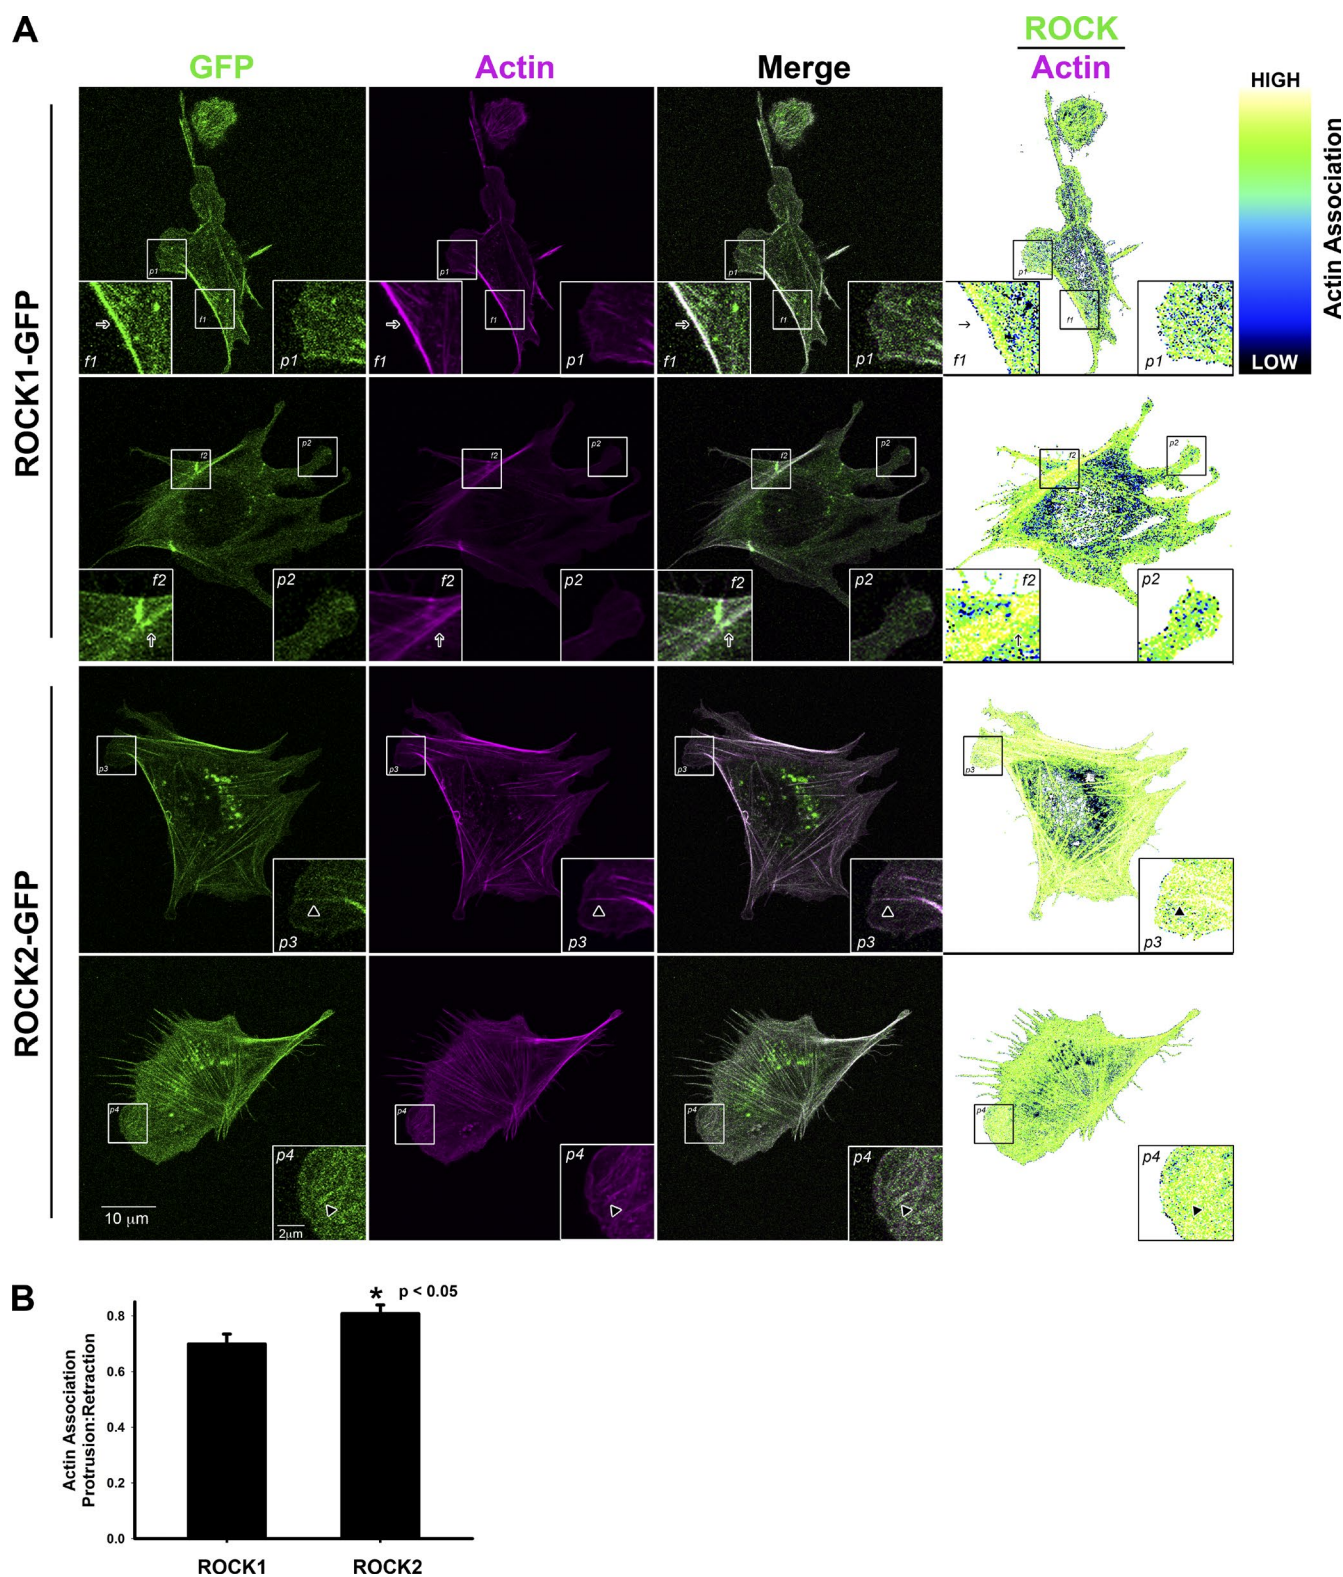 A
GFP
Actin
Merge
ROCK
Actin
HIGH
LOW
Actin Association
ROCK1-GFP
p1
f1
f1
p1
p1
f1
f1
p1
p1
f1
f1
p1
p1
f1
f1
p1
f2
p2
f2
p2
f2
p2
f2
p2
f2
p2
f2
p2
f2
p2
f2
p2
ROCK2-GFP
p3
p3
p3
p3
p3
p3
p3
p3
p4
p4
10 μm
2μm
p4
p4
p4
p4
p4
p4
B
* p < 0.05
Actin Association
Protrusion:Retraction
0.8
0.6
0.4
0.2
0.0
ROCK1
ROCK2